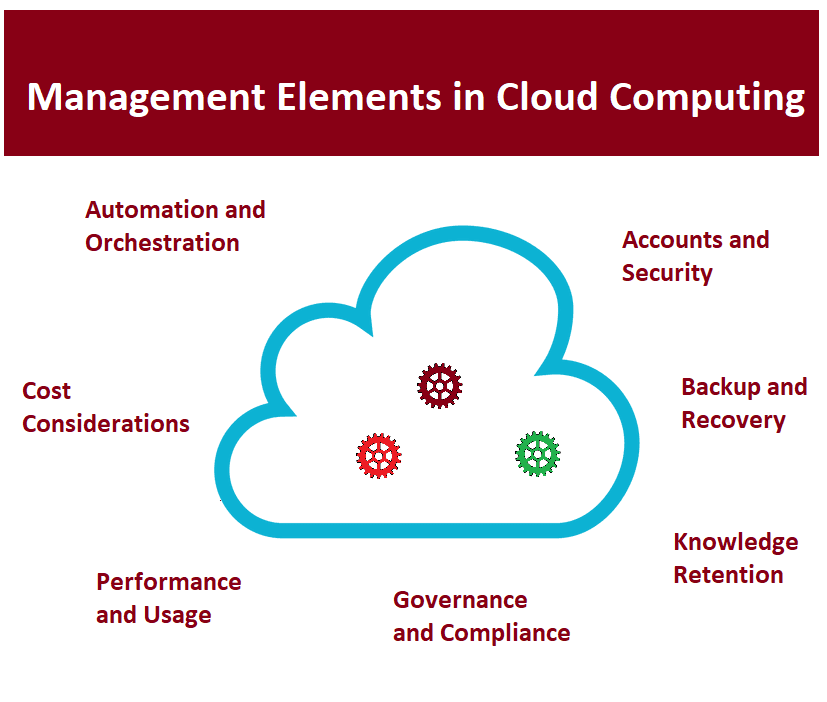 Management Elements in Cloud Computing
Automation and
Orchestration
Accounts and
Security
Cost
Considerations
Backup and
Recovery
Knowledge
Retention
Performance
and Usage
Governance
and Compliance